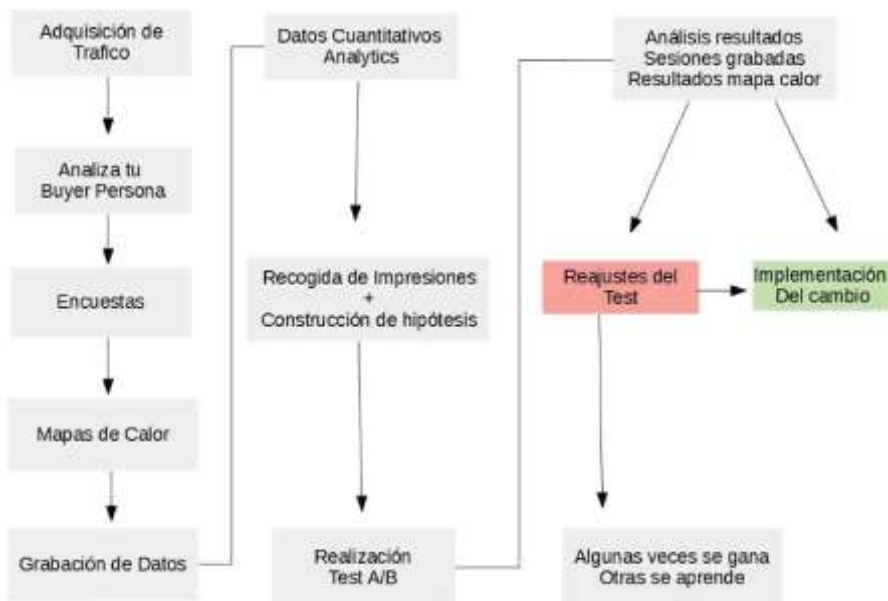 Adquisición de
Trafico
Analiza tu
Buyer Persona
Encuestas
Mapas de Calor
Grabación de Datos
Datos Cuantitativos
Analytics
Recogida de Impresiones
+
Construcción de hipótesis
Realización
Test A/B
Análisis resultados
Sesiones grabadas
Resultados mapa calor
Reajustes del
Test
Implementación
Del cambio
Algunas veces se gana
Otras se aprende